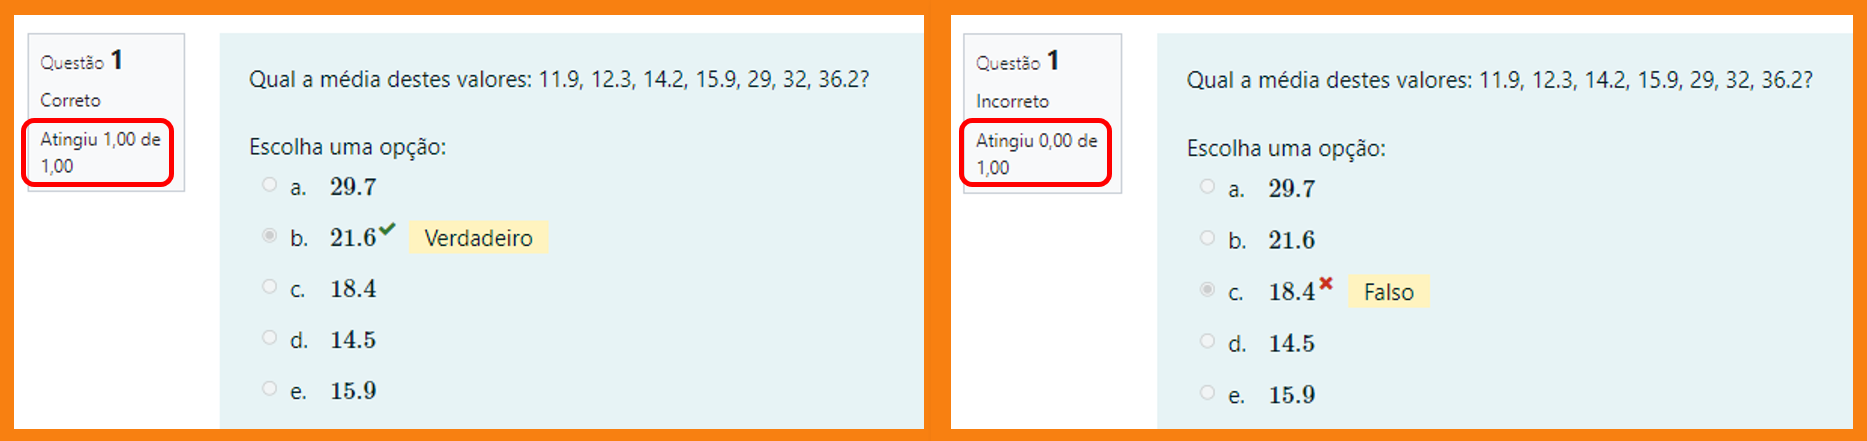 Questão 1
Correto
Atingiu 1,00 de
1,00
Qual a média destes valores: 11.9, 12.3, 14.2, 15.9, 29, 32, 36.2?
Escolha uma opção:
a. 29.7
b. 21.6 Verdadeiro
c. 18.4
d. 14.5
e. 15.9
Questão 1
Incorreto
Atingiu 0,00 de
1,00
Qual a média destes valores: 11.9, 12.3, 14.2, 15.9, 29, 32, 36.2?
Escolha uma opção:
a. 29.7
b. 21.6
c. 18.4 Falso
d. 14.5
e. 15.9